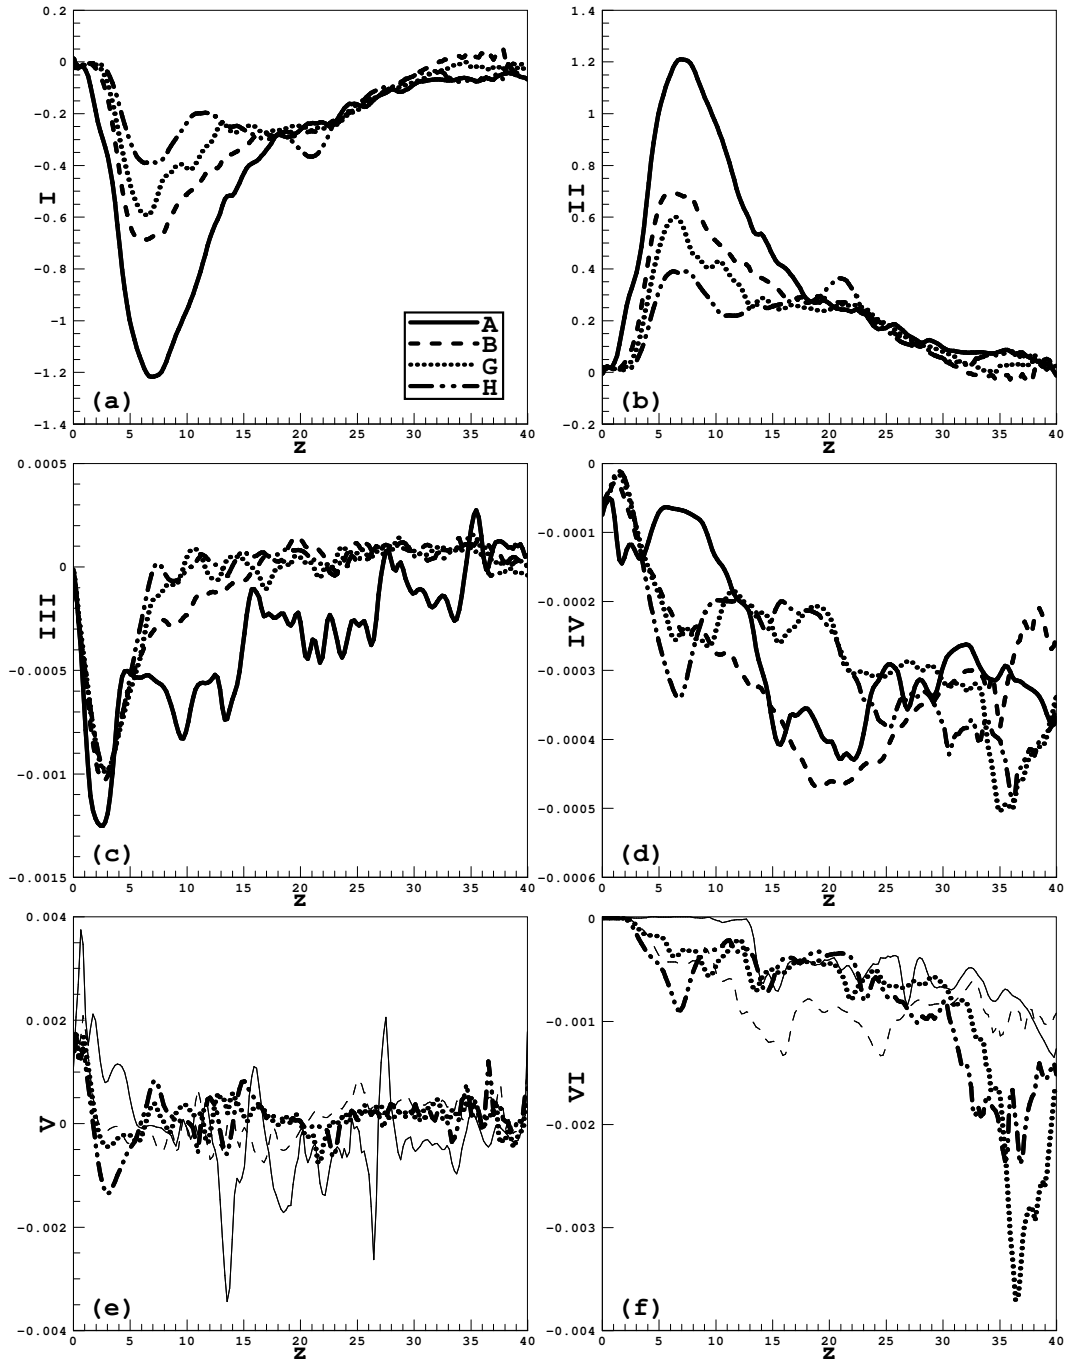 0.2
0
-0.2
-0.4
-0.6
-0.8
-1
-1.2
-1.4
I
0 5 10 15 20 25 30 35 40
z
(a)
A
B
G
H
1.4
1.2
1
0.8
0.6
0.4
0.2
0
-0.2
II
0 5 10 15 20 25 30 35 40
z
(b)
0.0005
0
-0.0005
-0.001
-0.0015
III
0 5 10 15 20 25 30 35 40
z
(c)
0
-0.0001
-0.0002
-0.0003
-0.0004
-0.0005
-0.0006
IV
0 5 10 15 20 25 30 35 40
z
(d)
0.004
0.002
0
-0.002
-0.004
V
0 5 10 15 20 25 30 35 40
z
(e)
0
-0.001
-0.002
-0.003
-0.004
VI
0 5 10 15 20 25 30 35 40
z
(f)